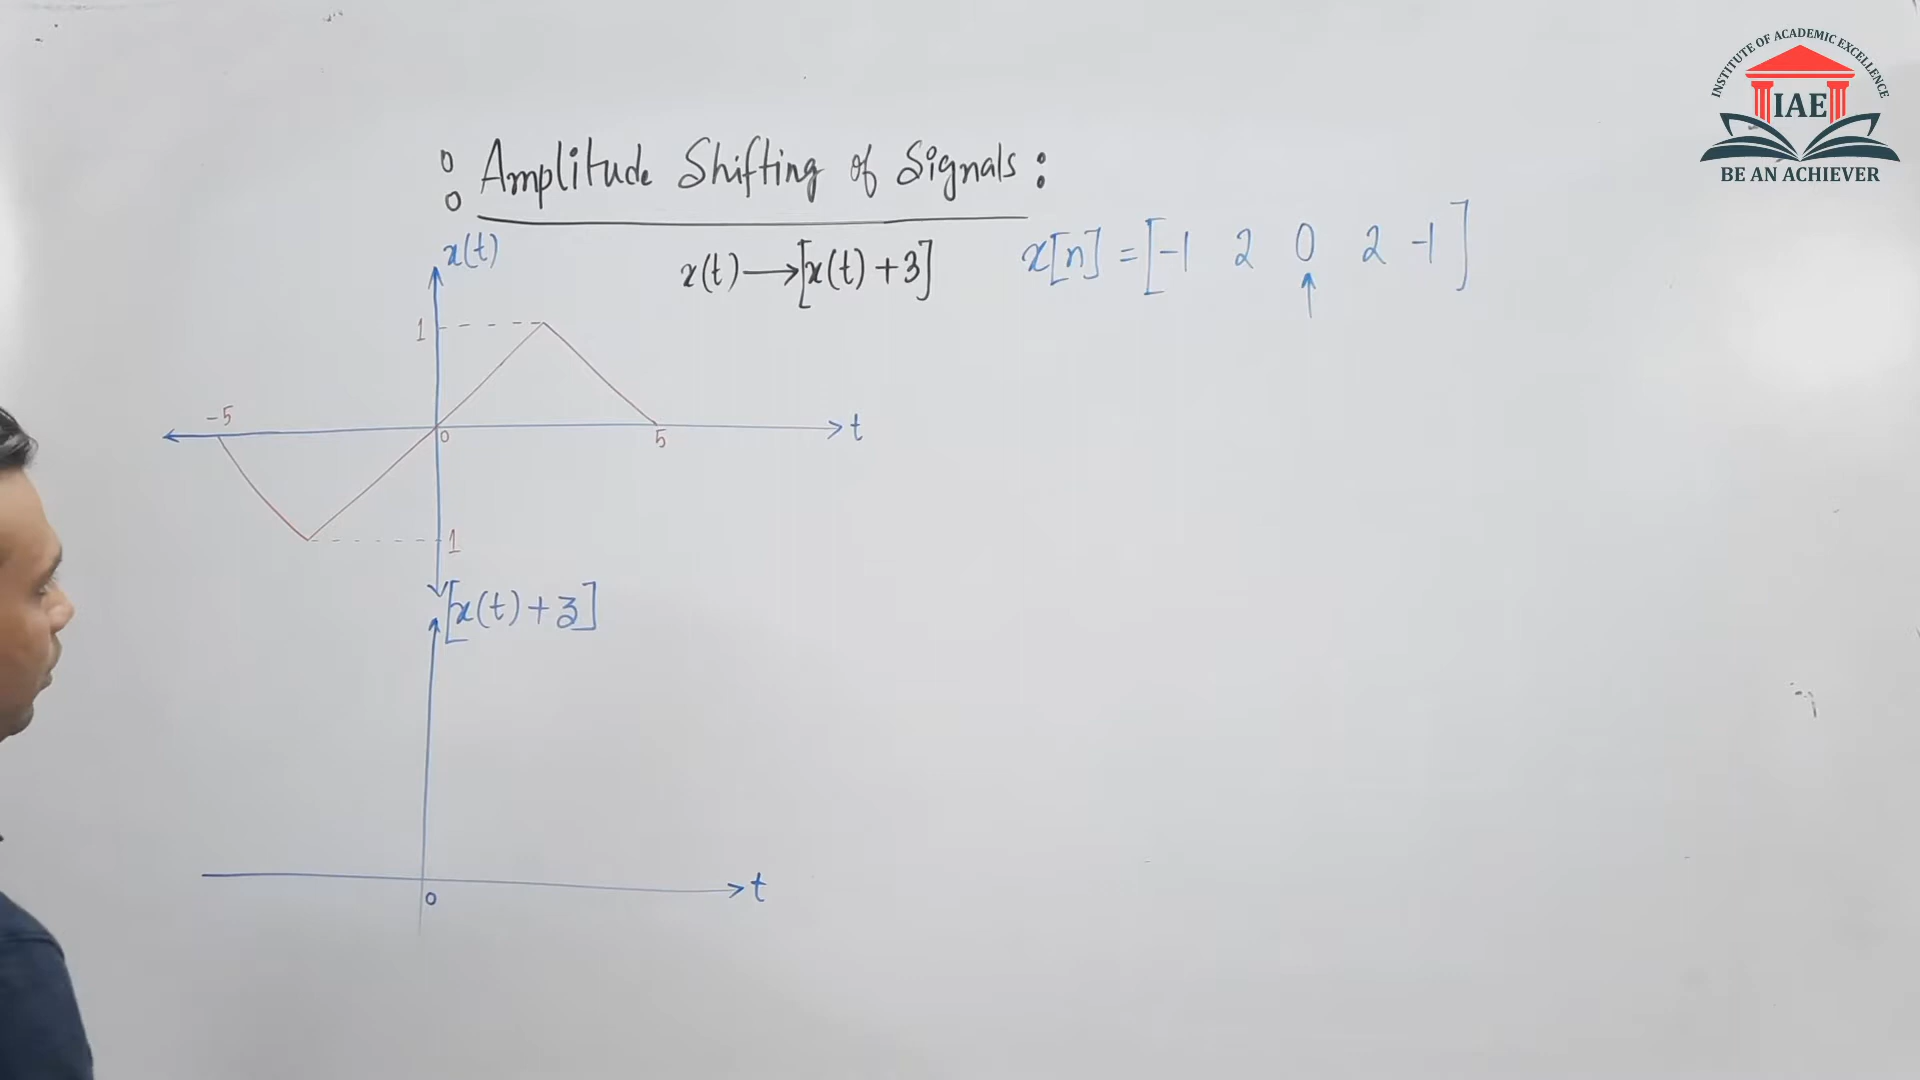 INSTITUTE OF ACADEMIC EXCELLENCE
IAE
BE AN ACHIEVER
Amplitude Shifting of Signals :
x(t)
x(t) → [x(t) + 3]
x[n] = [-1 2 0 2 -1]
↑
1
-5
0
5
t
1
[x(t) + 3]
t
0